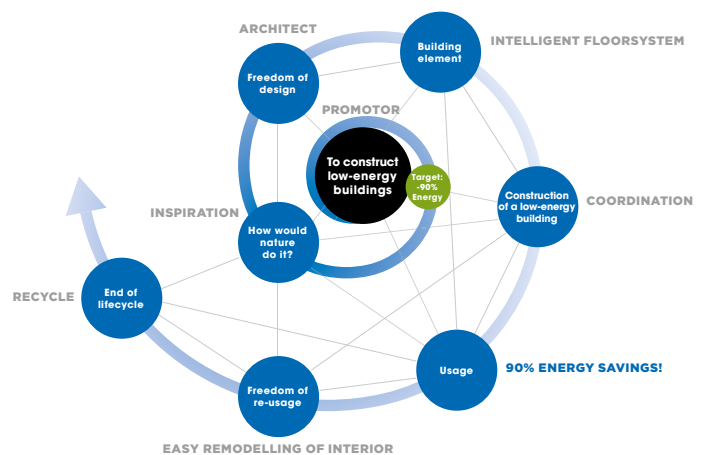 ARCHITECT
Building
element
INTELLIGENT FLOORSYSTEM
Freedom of
design
PROMOTOR
To construct
low-energy
buildings
Target:
-90%
Energy
Construction
of a low-energy
building
COORDINATION
INSPIRATION
How would
nature
do it?
RECYCLE
End of
lifecycle
Usage
90% ENERGY SAVINGS!
Freedom of
re-usage
EASY REMODELLING OF INTERIOR